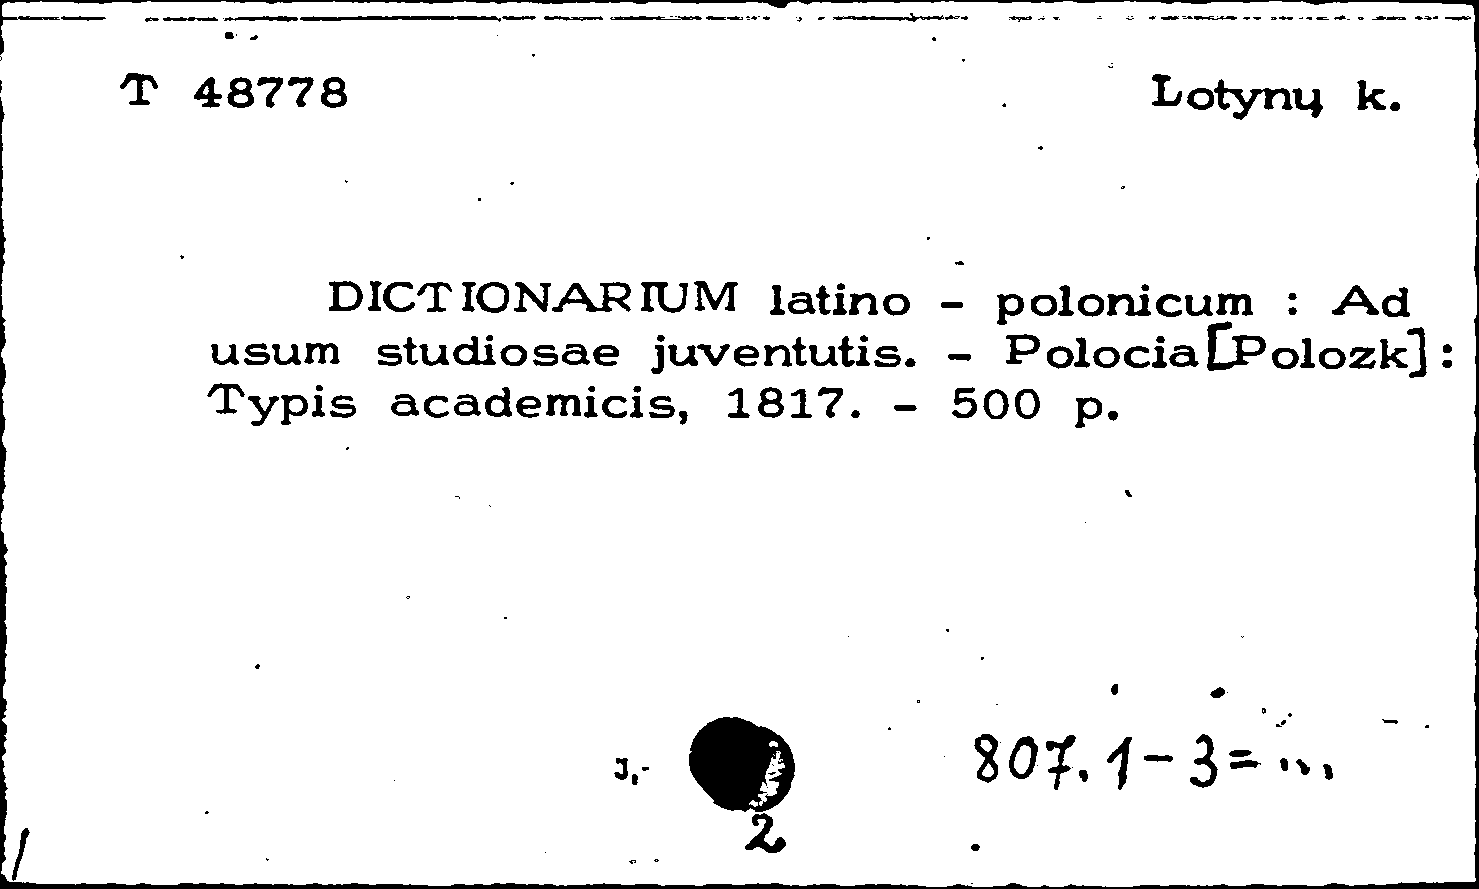 T 48778 Lotynų k.
DICTIONARIUM latino - polonicum : Ad
usum studiosae juventutis. - Polocia[Polozk]:
Typis academicis, 1817. - 500 p.
807.1-3=...
2